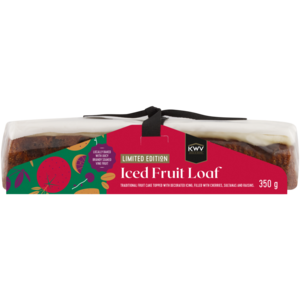 KWV
LIMITED EDITION
Iced Fruit Loaf
TRADITIONAL FRUIT CAKE TOPPED WITH DECORATED ICING, FILLED WITH CHERRIES, SULTANAS AND RAISINS.
350 g